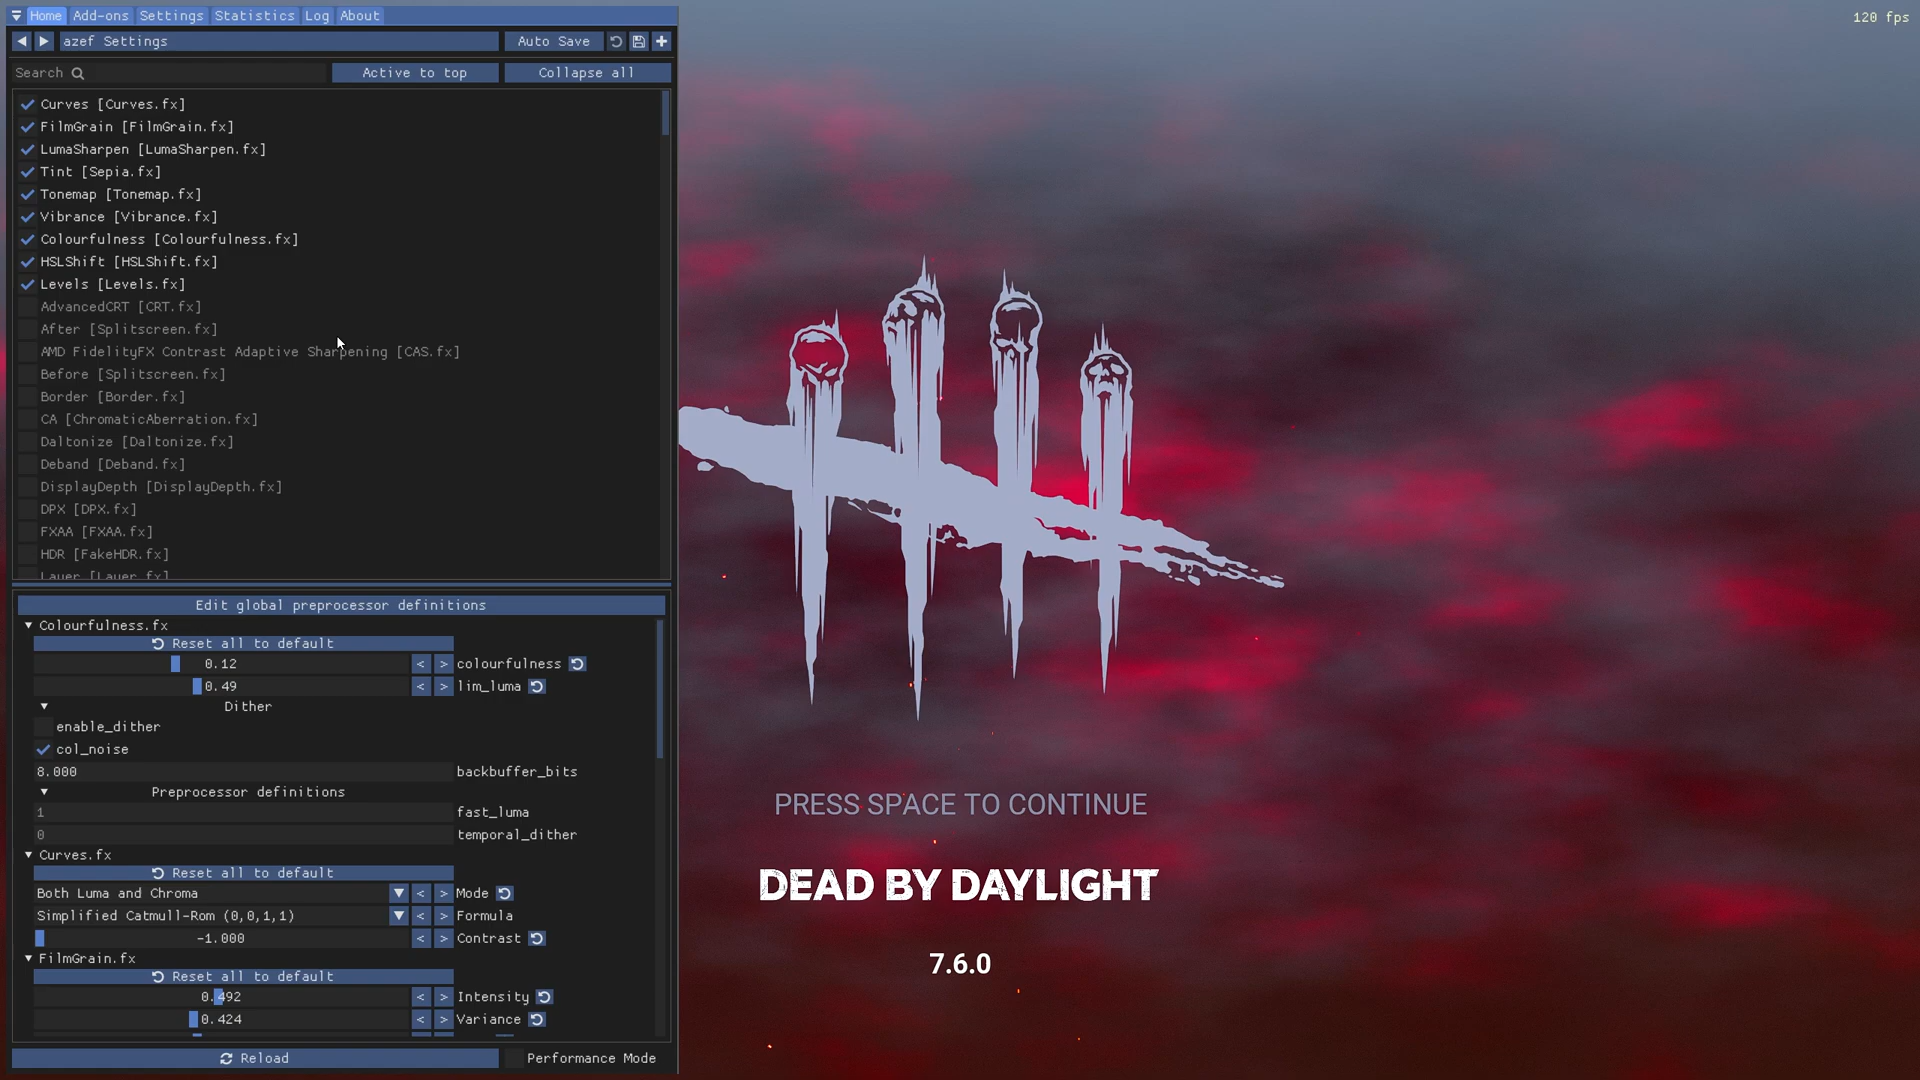 Home Add-ons Settings Statistics Log About
120 fps
azef Settings Auto Save
Search Active to top Collapse all
Curves [Curves.fx]
FilmGrain [FilmGrain.fx]
LumaSharpen [LumaSharpen.fx]
Tint [Sepia.fx]
Tonemap [Tonemap.fx]
Vibrance [Vibrance.fx]
Colourfulness [Colourfulness.fx]
HSLShift [HSLShift.fx]
Levels [Levels.fx]
AdvancedCRT [CRT.fx]
After [Splitscreen.fx]
AMD FidelityFX Contrast Adaptive Sharpening [CAS.fx]
Before [Splitscreen.fx]
Border [Border.fx]
CA [ChromaticAberration.fx]
Daltonize [Daltonize.fx]
Deband [Deband.fx]
DisplayDepth [DisplayDepth.fx]
DPX [DPX.fx]
FXAA [FXAA.fx]
HDR [FakeHDR.fx]
Layer [Layer.fx]
Edit global preprocessor definitions
Colourfulness.fx
Reset all to default
0.12 < > colourfulness
0.49 < > lim_luma
Dither
enable_dither
col_noise
8.000 backbuffer_bits
Preprocessor definitions
1 fast_luma
0 temporal_dither
Curves.fx
Reset all to default
Both Luma and Chroma < > Mode
Simplified Catmull-Rom (0,0,1,1) < > Formula
-1.000 < > Contrast
FilmGrain.fx
Reset all to default
0.492 < > Intensity
0.424 < > Variance
Reload Performance Mode
PRESS SPACE TO CONTINUE
DEAD BY DAYLIGHT
7.6.0